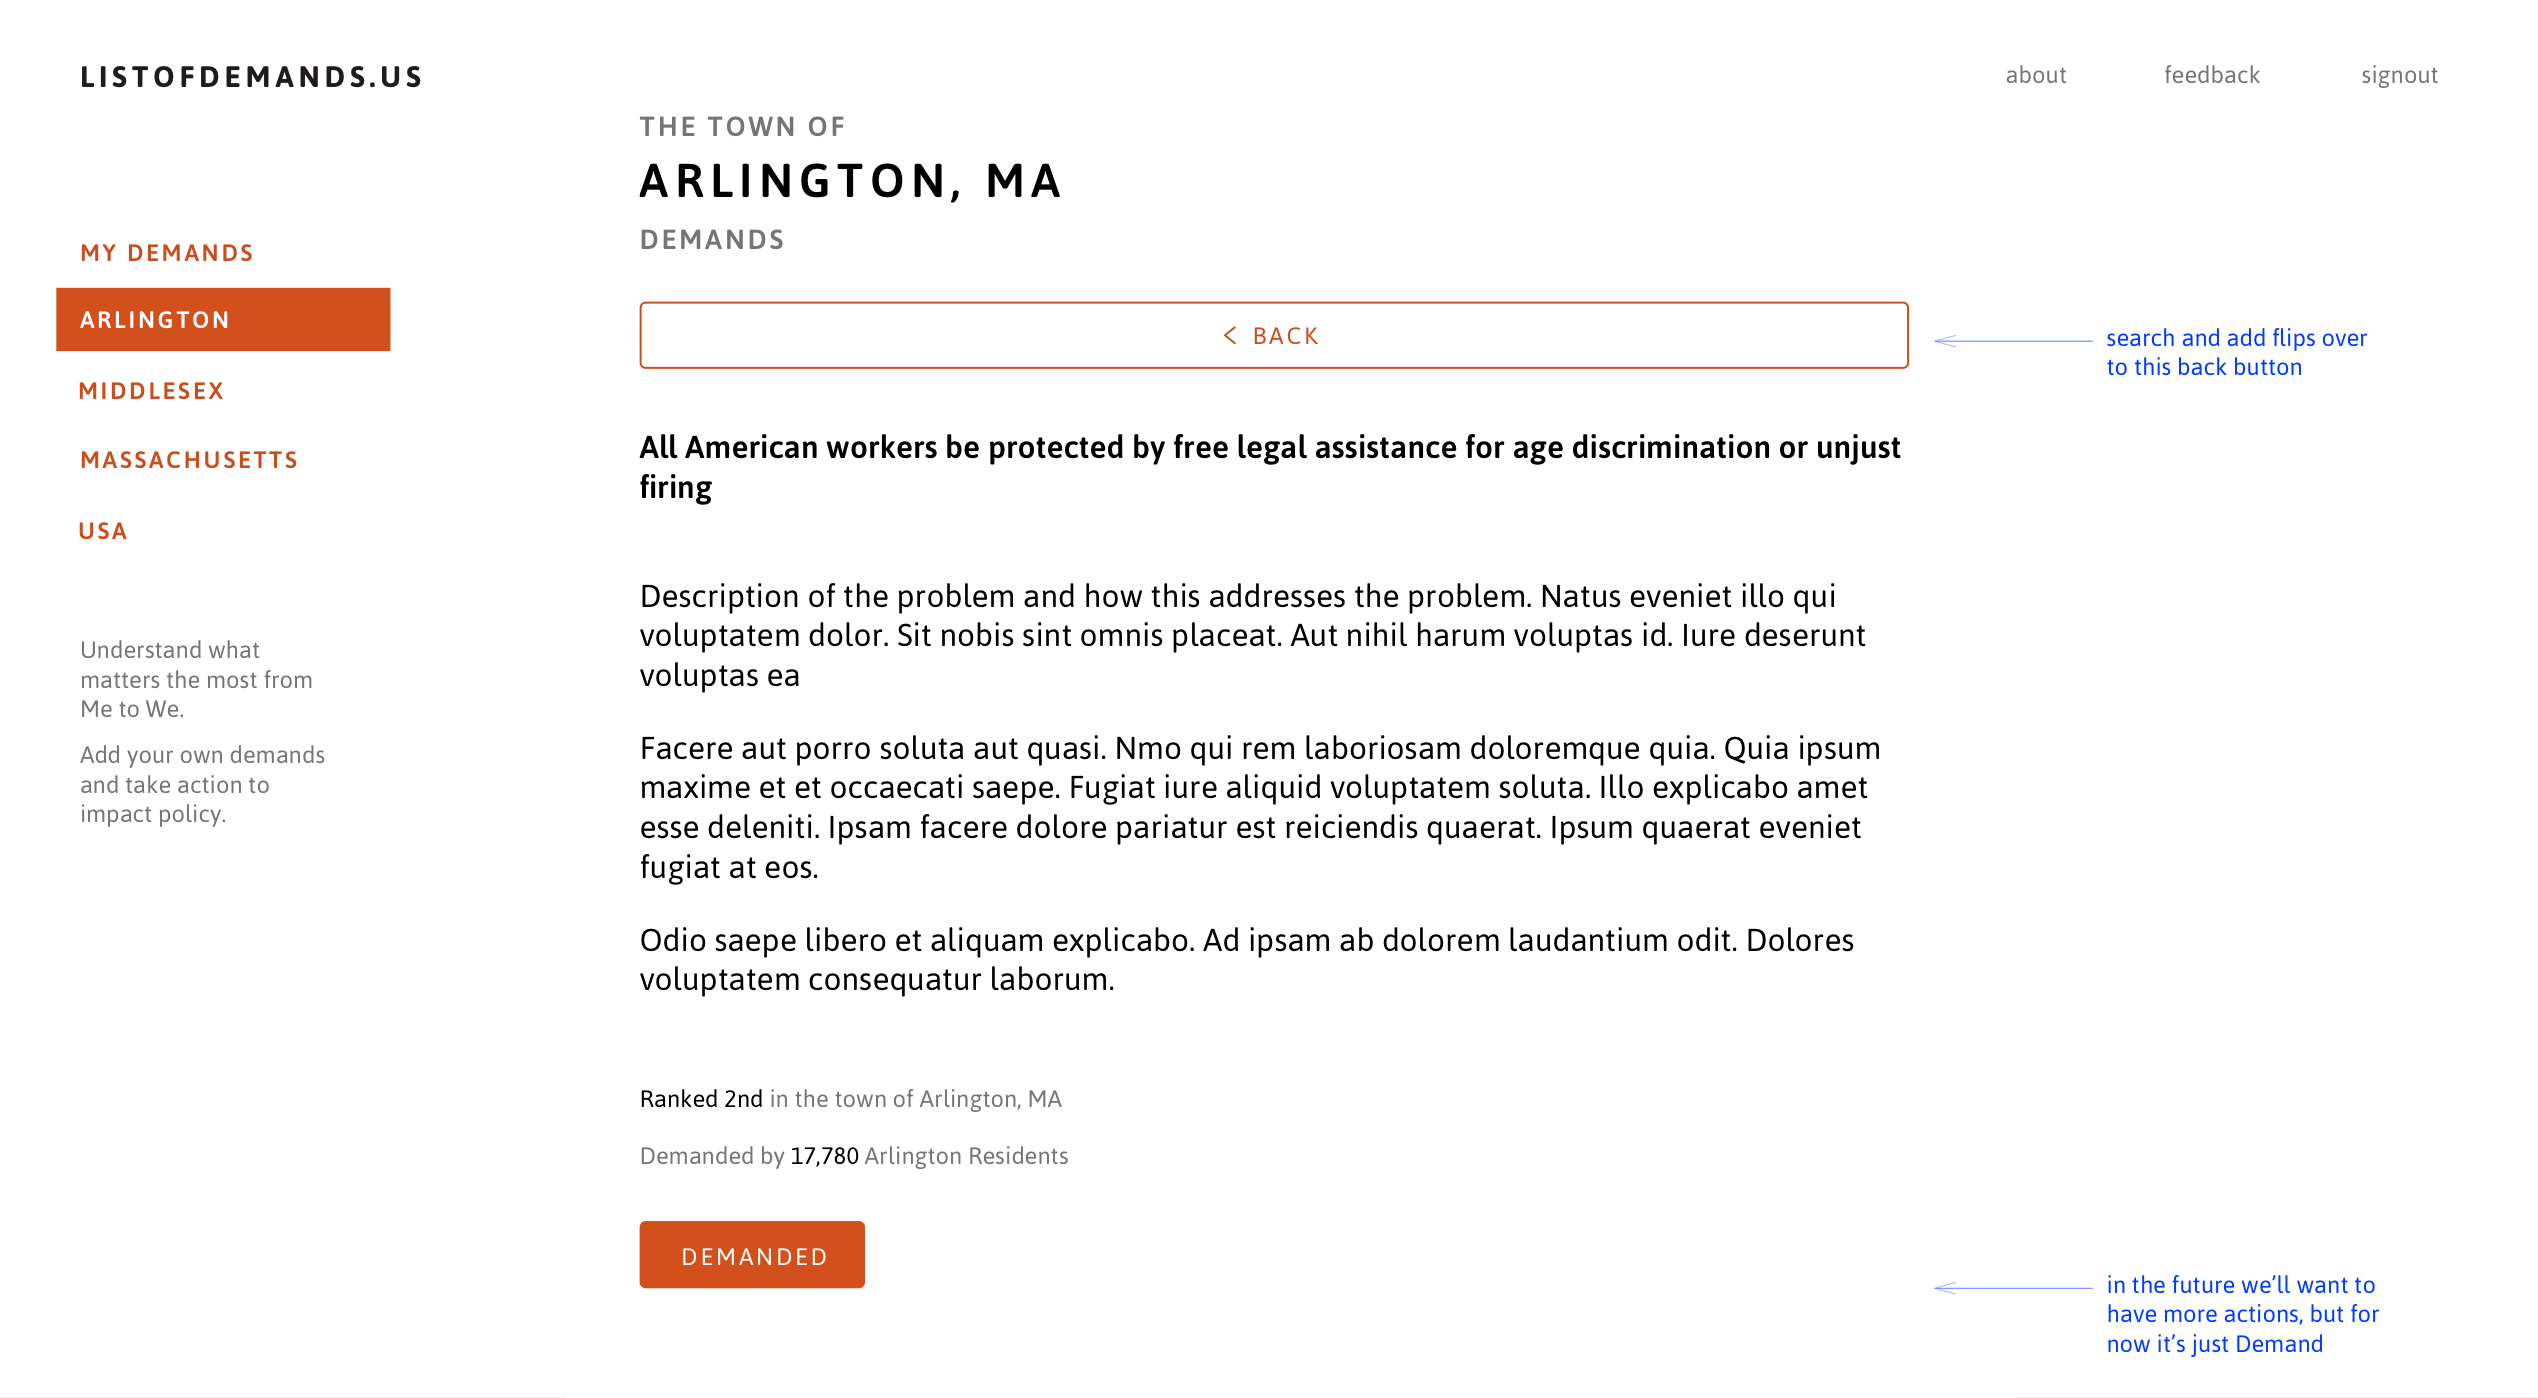 LISTOFDEMANDS.US
about feedback signout
THE TOWN OF
ARLINGTON, MA
DEMANDS
MY DEMANDS
ARLINGTON
MIDDLESEX
MASSACHUSETTS
USA
Understand what
matters the most from
Me to We.
Add your own demands
and take action to
impact policy.
< BACK
search and add flips over
to this back button
All American workers be protected by free legal assistance for age discrimination or unjust
firing
Description of the problem and how this addresses the problem. Natus eveniet illo qui
voluptatem dolor. Sit nobis sint omnis placeat. Aut nihil harum voluptas id. Iure deserunt
voluptas ea
Facere aut porro soluta aut quasi. Nmo qui rem laboriosam doloremque quia. Quia ipsum
maxime et et occaecati saepe. Fugiat iure aliquid voluptatem soluta. Illo explicabo amet
esse deleniti. Ipsam facere dolore pariatur est reiciendis quaerat. Ipsum quaerat eveniet
fugiat at eos.
Odio saepe libero et aliquam explicabo. Ad ipsam ab dolorem laudantium odit. Dolores
voluptatem consequatur laborum.
Ranked 2nd in the town of Arlington, MA
Demanded by 17,780 Arlington Residents
DEMANDED
in the future we’ll want to
have more actions, but for
now it’s just Demand